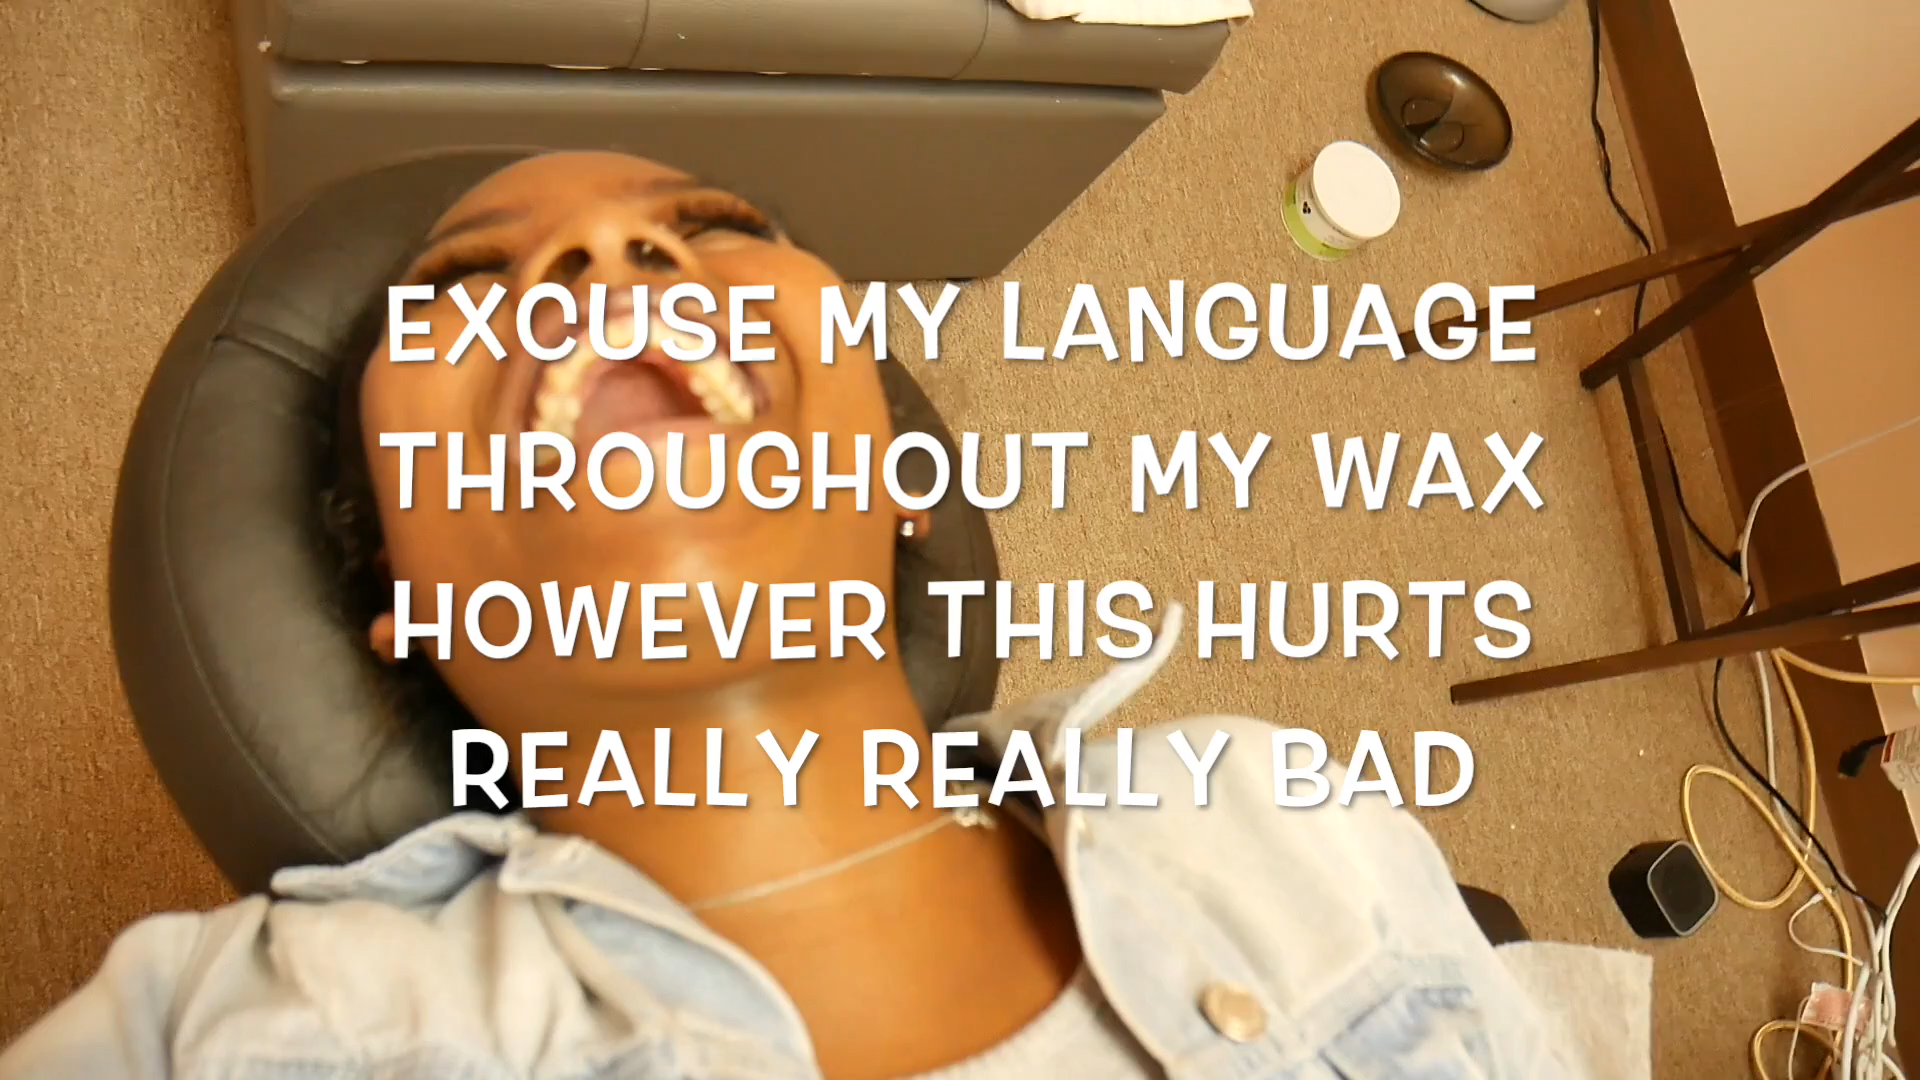 EXCUSE MY LANGUAGE
THROUGHOUT MY WAX
HOWEVER THIS HURTS
REALLY REALLY BAD